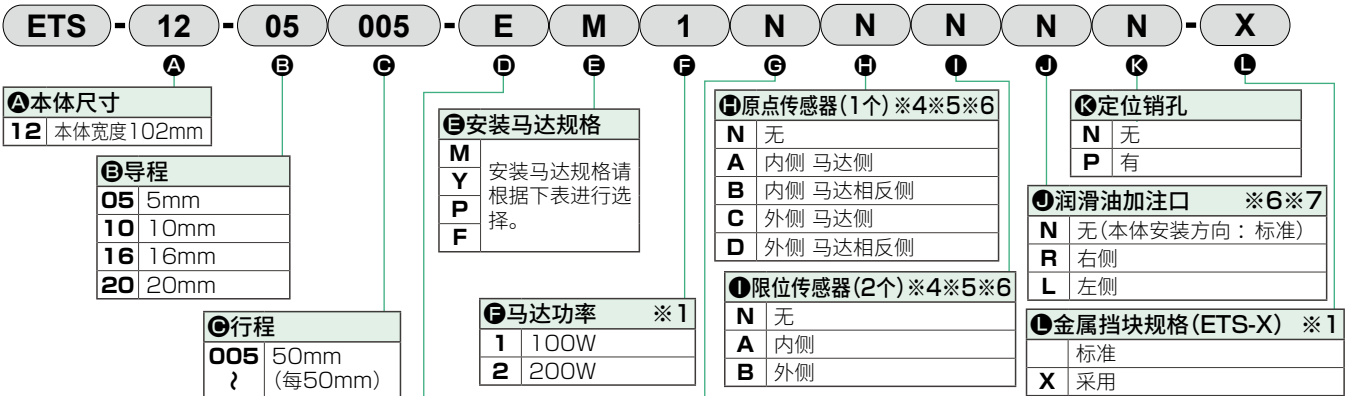 ETS - 12 - 05 005 - E M 1 N N N N N - X
A B C D E F G H I J K L
A本体尺寸
12 本体宽度102mm
B导程
05 5mm
10 10mm
16 16mm
20 20mm
C行程
005 50mm
~ (每50mm)
E安装马达规格
M
Y
P
F
安装马达规格请
根据下表进行选
择。
F马达功率 ※1
1 100W
2 200W
H原点传感器(1个)※4※5※6
N 无
A 内侧 马达侧
B 内侧 马达相反侧
C 外侧 马达侧
D 外侧 马达相反侧
I限位传感器(2个)※4※5※6
N 无
A 内侧
B 外侧
K定位销孔
N 无
P 有
J润滑油加注口 ※6※7
N 无(本体安装方向：标准)
R 右侧
L 左侧
L金属挡块规格(ETS-X) ※1
标准
X 采用